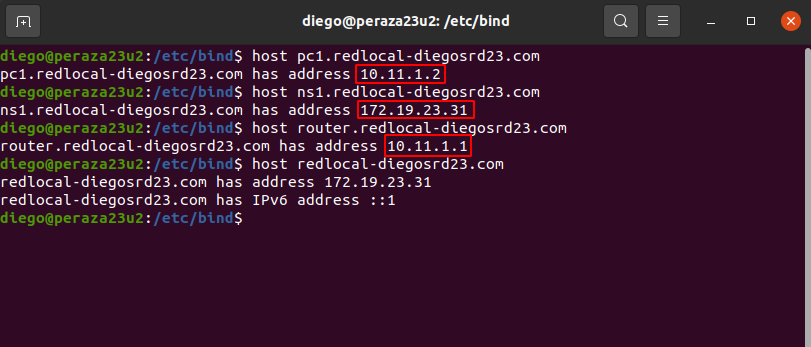 diego@peraza23u2: /etc/bind
diego@peraza23u2:/etc/bind$ host pc1.redlocal-diegosrd23.com
pc1.redlocal-diegosrd23.com has address 10.11.1.2
diego@peraza23u2:/etc/bind$ host ns1.redlocal-diegosrd23.com
ns1.redlocal-diegosrd23.com has address 172.19.23.31
diego@peraza23u2:/etc/bind$ host router.redlocal-diegosrd23.com
router.redlocal-diegosrd23.com has address 10.11.1.1
diego@peraza23u2:/etc/bind$ host redlocal-diegosrd23.com
redlocal-diegosrd23.com has address 172.19.23.31
redlocal-diegosrd23.com has IPv6 address ::1
diego@peraza23u2:/etc/bind$